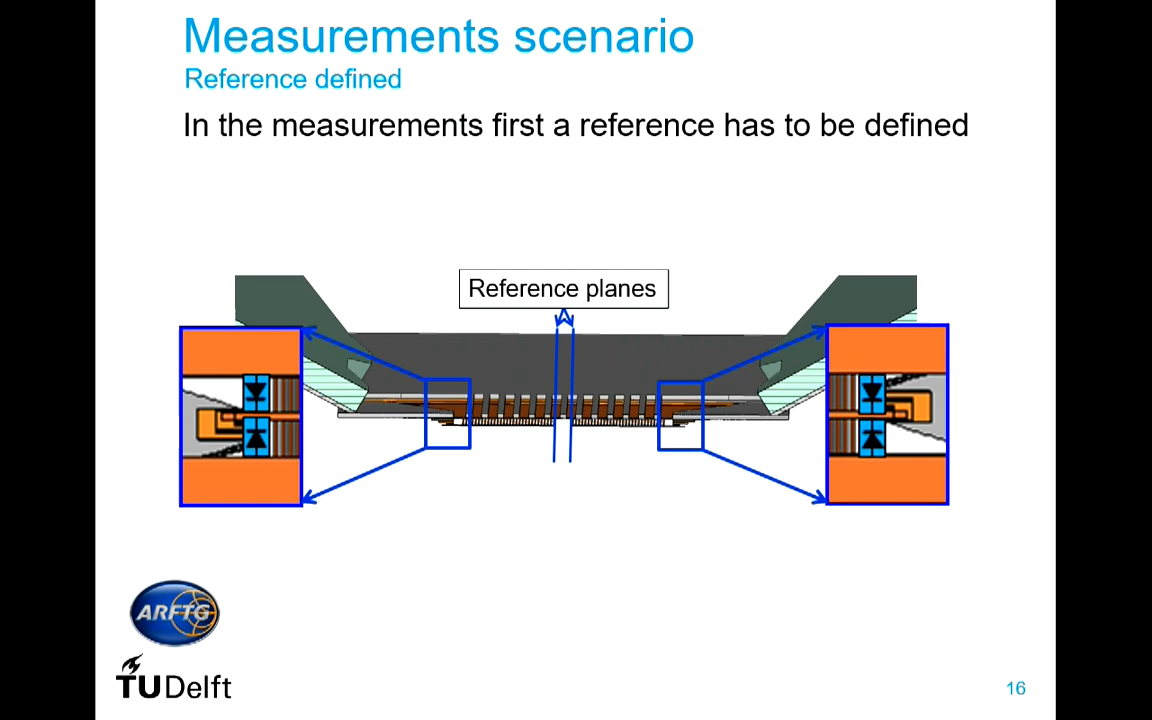 Measurements scenario
Reference defined
In the measurements first a reference has to be defined
Reference planes
ARFTG
TUDelft
16